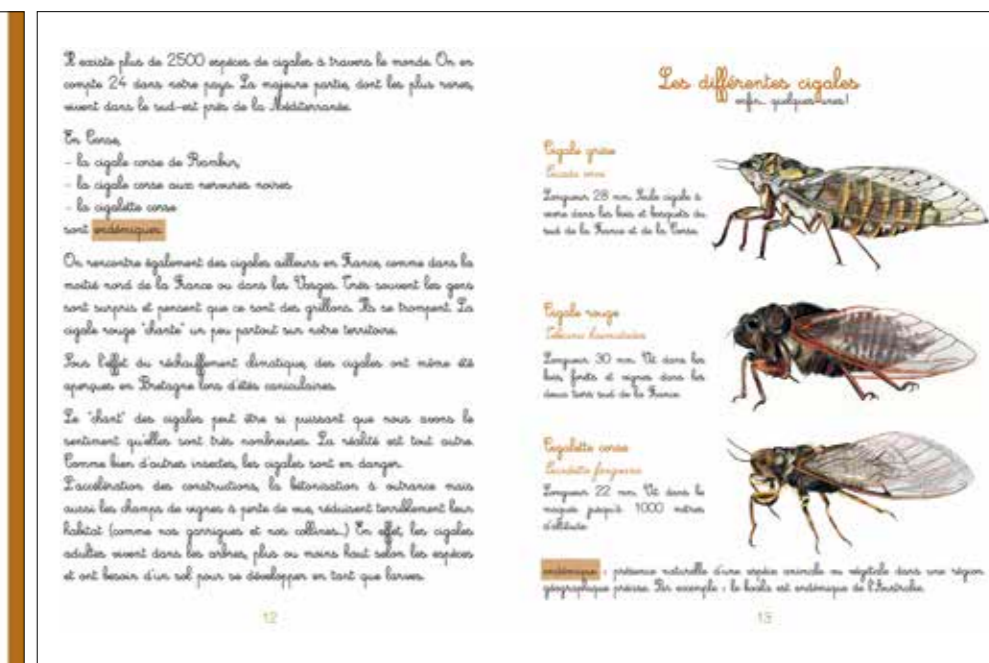 Il existe plus de 2500 espèces de cigales à travers le monde. On en
compte 24 dans notre pays. La majeure partie, dont les plus rares,
vivent dans le sud-est près de la Méditerranée.
En Corse,
- la cigale corse de Rambur,
- la cigale corse aux nervures noires
- la cigalette corse
sont endémiques.
On rencontre également des cigales ailleurs en France, comme dans la
moitié nord de la France ou dans les Vosges. Très souvent les gens
sont surpris et pensent que ce sont des grillons. Ils se trompent. La
cigale rouge "chante" un peu partout sur notre territoire.
Sous l'effet du réchauffement climatique, des cigales ont même été
aperçues en Bretagne lors d'étés caniculaires.
Le "chant" des cigales peut être si puissant que nous avons le
sentiment qu'elles sont très nombreuses. La réalité est tout autre.
Comme bien d'autres insectes, les cigales sont en danger.
L'accélération des constructions, la bétonisation à outrance mais
aussi les champs de vignes à perte de vue, réduisent terriblement leur
habitat (comme nos garrigues et nos collines...) En effet, les cigales
adultes vivent dans les arbres, plus ou moins haut selon les espèces
et ont besoin d'un sol pour se développer en tant que larves.
12
Les différentes cigales
enfin... quelques-unes !
Cigale grise
Cicada orni
Longueur 28 mm. Seule cigale à
vivre dans les bois et bosquets du
sud de la France et de la Corse.
Cigale rouge
Tibicina haematodes
Longueur 30 mm. Vit dans les
bois, forêts et vignes dans les
deux tiers sud de la France.
Cigalette corse
Cicadetta
Longueur 22 mm. Vit dans le
maquis jusqu'à 1000 mètres
d'altitude.
endémique : présence naturelle d'une espèce animale ou végétale dans une région
géographique précise. Par exemple : le koala est endémique de l'Australie.
13